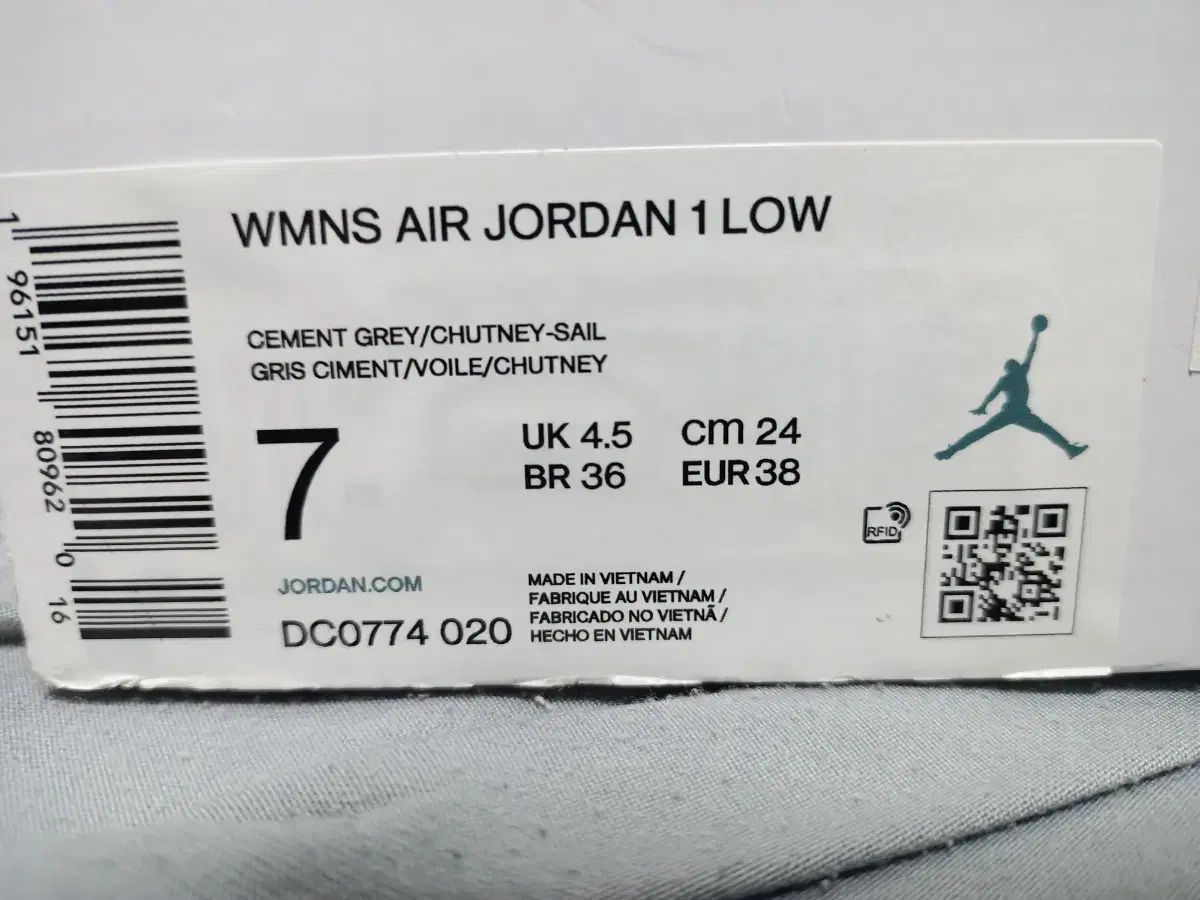 WMNS AIR JORDAN 1 LOW
CEMENT GREY/CHUTNEY-SAIL
GRIS CIMENT/VOILE/CHUTNEY
7
UK 4.5 cm 24
BR 36 EUR 38
RFID
JORDAN.COM
DC0774 020
MADE IN VIETNAM /
FABRIQUE AU VIETNAM /
FABRICADO NO VIETNÃ /
HECHO EN VIETNAM
1 96151 80962 0 16